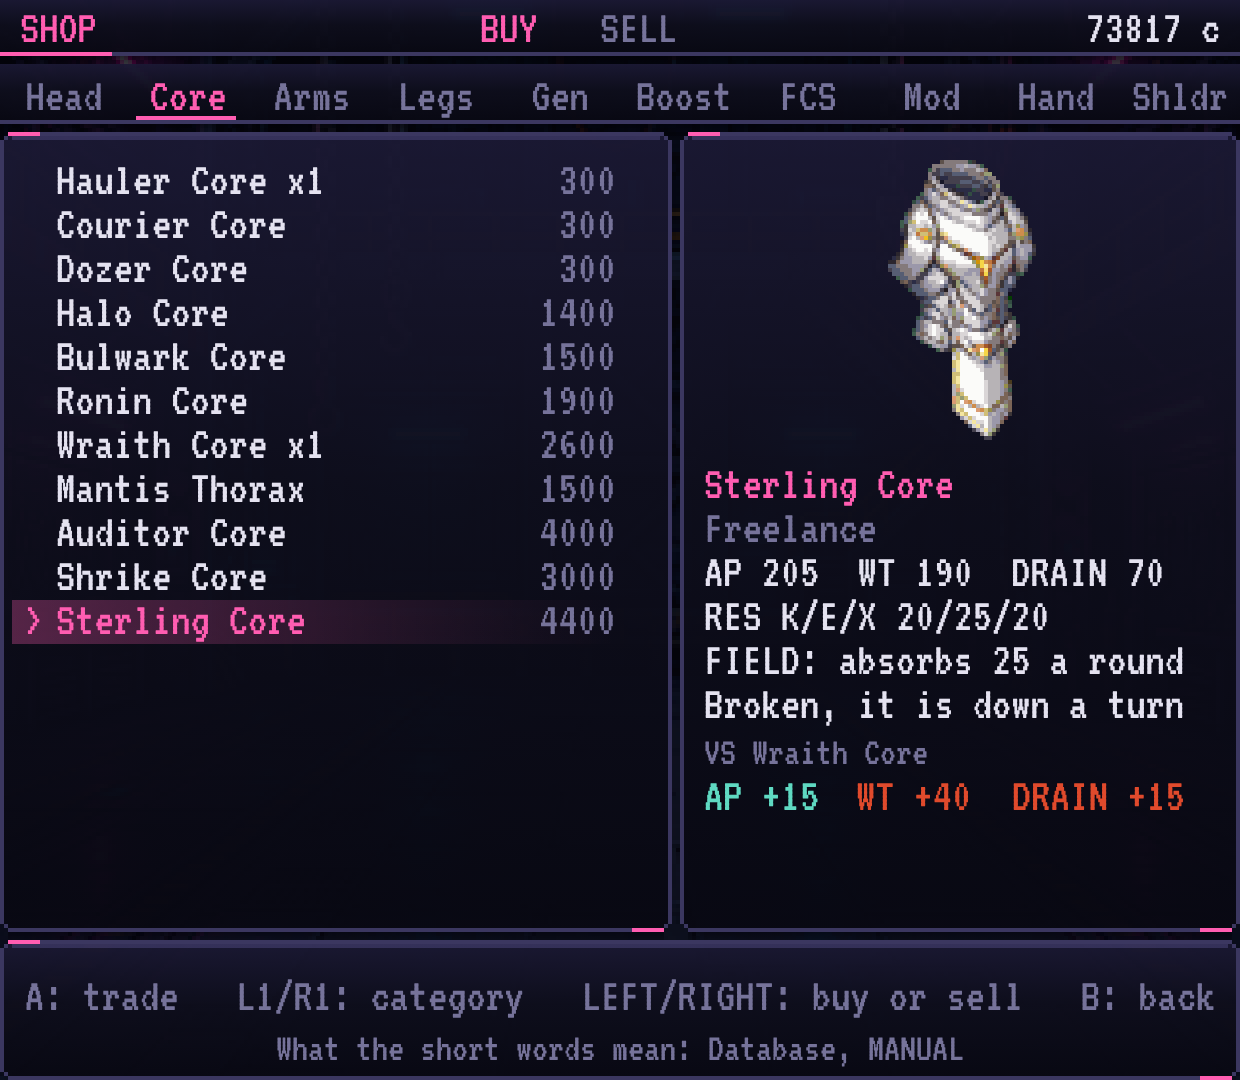 SHOP BUY SELL 73817 c
Head Core Arms Legs Gen Boost FCS Mod Hand Shldr
Hauler Core x1 300
Courier Core 300
Dozer Core 300
Halo Core 1400
Bulwark Core 1500
Ronin Core 1900
Wraith Core x1 2600
Mantis Thorax 1500
Auditor Core 4000
Shrike Core 3000
> Sterling Core 4400
Sterling Core
Freelance
AP 205 WT 190 DRAIN 70
RES K/E/X 20/25/20
FIELD: absorbs 25 a round
Broken, it is down a turn
VS Wraith Core
AP +15 WT +40 DRAIN +15
A: trade L1/R1: category LEFT/RIGHT: buy or sell B: back
What the short words mean: Database, MANUAL